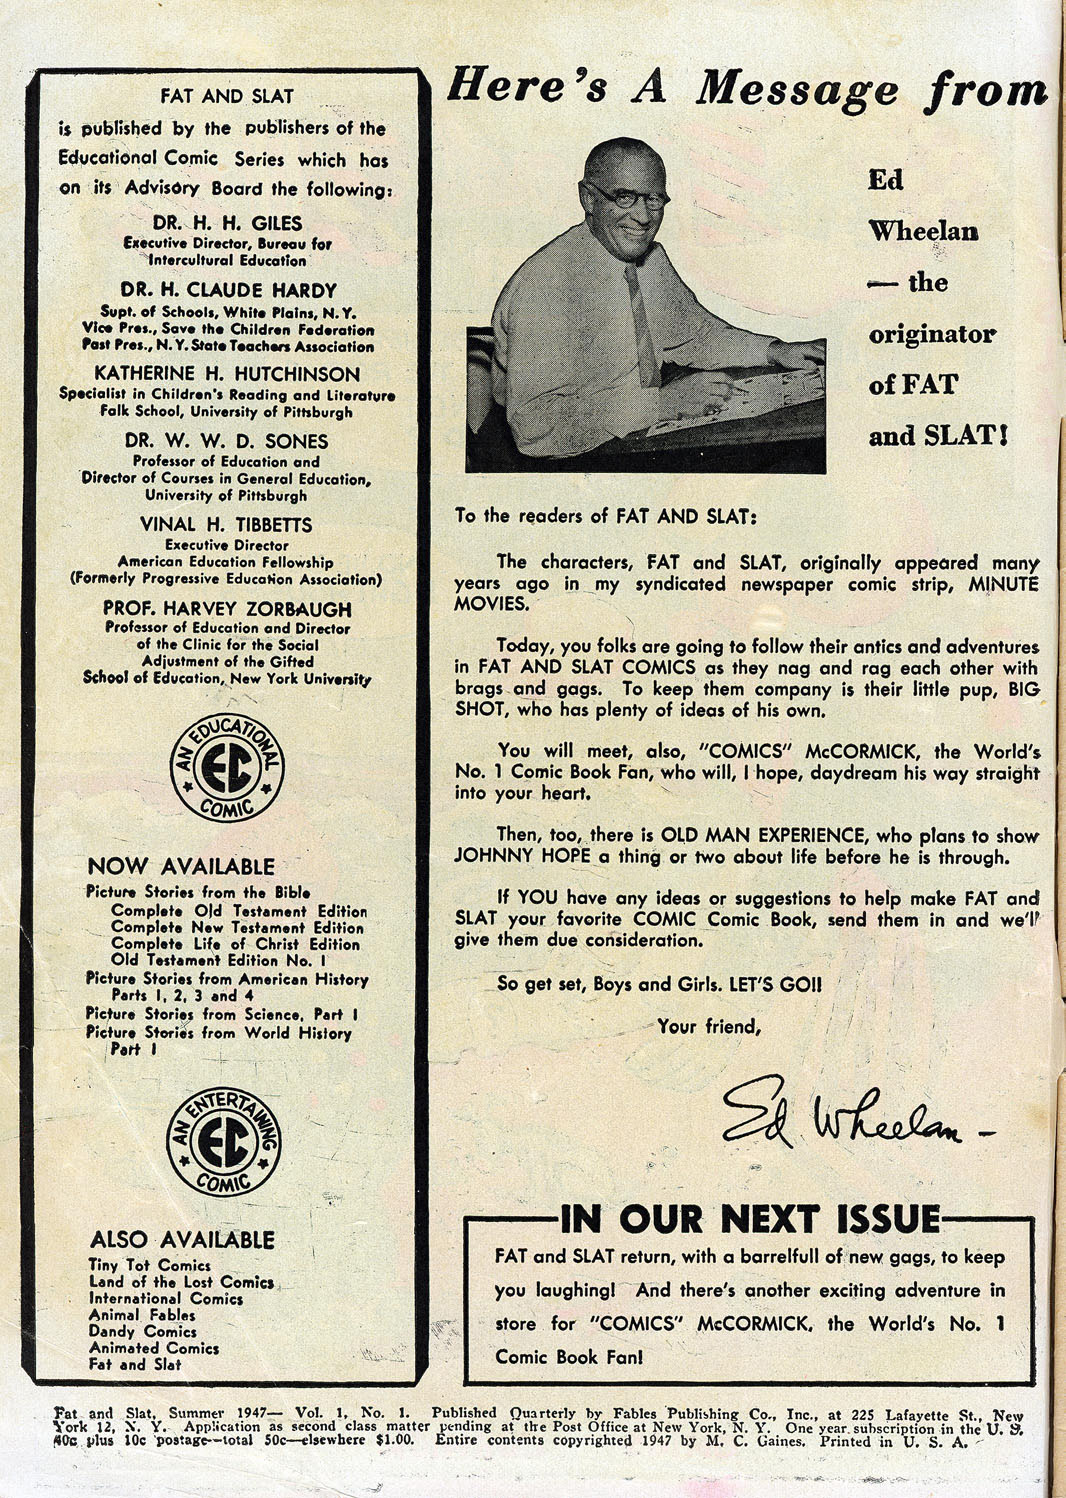 FAT AND SLAT
is published by the publishers of the
Educational Comic Series which has
on its Advisory Board the following:
DR. H. H. GILES
Executive Director, Bureau for
Intercultural Education
DR. H. CLAUDE HARDY
Supt. of Schools, White Plains, N. Y.
Vice Pres., Save the Children Federation
Past Pres., N. Y. State Teachers Association
KATHERINE H. HUTCHINSON
Specialist in Children's Reading and Literature
Falk School, University of Pittsburgh
DR. W. W. D. SONES
Professor of Education and
Director of Courses in General Education,
University of Pittsburgh
VINAL H. TIBBETTS
Executive Director
American Education Fellowship
(Formerly Progressive Education Association)
PROF. HARVEY ZORBAUGH
Professor of Education and Director
of the Clinic for the Social
Adjustment of the Gifted
School of Education, New York University
AN EDUCATIONAL
EC
COMIC
NOW AVAILABLE
Picture Stories from the Bible
Complete Old Testament Edition
Complete New Testament Edition
Complete Life of Christ Edition
Old Testament Edition No. 1
Picture Stories from American History
Parts 1, 2, 3 and 4
Picture Stories from Science, Part 1
Picture Stories from World History
Part 1
AN ENTERTAINING
EC
COMIC
ALSO AVAILABLE
Tiny Tot Comics
Land of the Lost Comics
International Comics
Animal Fables
Dandy Comics
Animated Comics
Fat and Slat
Here's A Message from
Ed
Wheelan
— the
originator
of FAT
and SLAT!
To the readers of FAT AND SLAT:
The characters, FAT and SLAT, originally appeared many
years ago in my syndicated newspaper comic strip, MINUTE
MOVIES.
Today, you folks are going to follow their antics and adventures
in FAT AND SLAT COMICS as they nag and rag each other with
brags and gags. To keep them company is their little pup, BIG
SHOT, who has plenty of ideas of his own.
You will meet, also, "COMICS" McCORMICK, the World's
No. 1 Comic Book Fan, who will, I hope, daydream his way straight
into your heart.
Then, too, there is OLD MAN EXPERIENCE, who plans to show
JOHNNY HOPE a thing or two about life before he is through.
If YOU have any ideas or suggestions to help make FAT and
SLAT your favorite COMIC Comic Book, send them in and we'll
give them due consideration.
So get set, Boys and Girls. LET'S GO!!
Your friend,
Ed Wheelan –
IN OUR NEXT ISSUE
FAT and SLAT return, with a barrelfull of new gags, to keep
you laughing! And there's another exciting adventure in
store for "COMICS" McCORMICK, the World's No. 1
Comic Book Fan!
Fat and Slat, Summer 1947— Vol. 1, No. 1. Published Quarterly by Fables Publishing Co., Inc., at 225 Lafayette St., New
York 12, N. Y. Application as second class matter pending at the Post Office at New York, N. Y. One year subscription in the U. S.
40c plus 10c postage—total 50c—elsewhere $1.00. Entire contents copyrighted 1947 by M. C. Gaines. Printed in U. S. A.